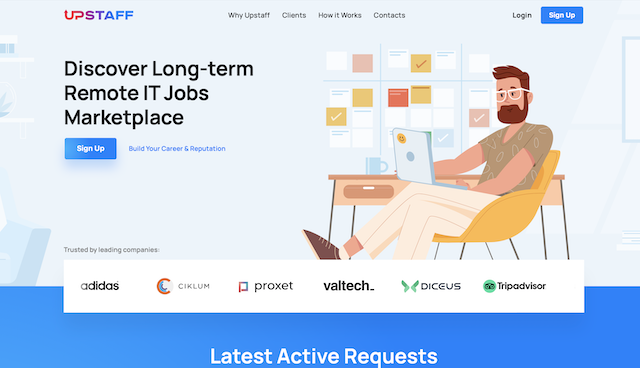 UPSTAFF
Why Upstaff
Clients
How it Works
Contacts
Login
Sign Up
Discover Long-term
Remote IT Jobs
Marketplace
Sign Up
Build Your Career & Reputation
Trusted by leading companies:
adidas
CIKLUM
proxet
valtech_
DICEUS
Tripadvisor
Latest Active Requests